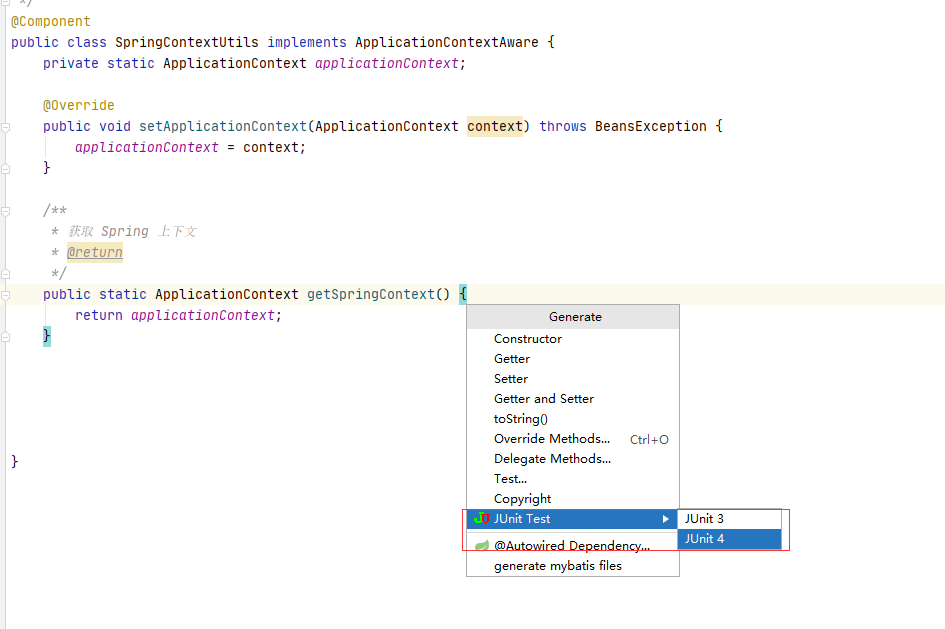 */
@Component
public class SpringContextUtils implements ApplicationContextAware {
private static ApplicationContext applicationContext;
@Override
public void setApplicationContext(ApplicationContext context) throws BeansException {
applicationContext = context;
}
/**
* 获取 Spring 上下文
* @return
*/
public static ApplicationContext getSpringContext() {
return applicationContext;
}
}
Generate
Constructor
Getter
Setter
Getter and Setter
toString()
Override Methods... Ctrl+O
Delegate Methods...
Test...
Copyright
JUnit Test
JUnit 3
JUnit 4
@Autowired Dependency...
generate mybatis files